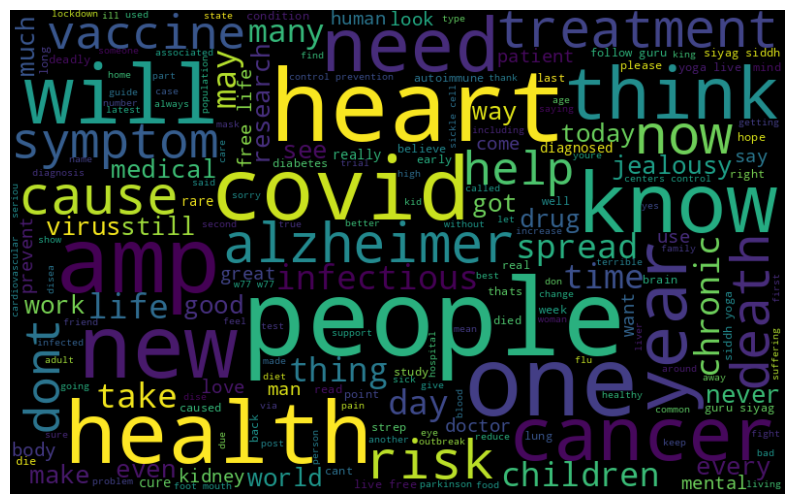 lockdown ill used state
vaccine many human look need treatment
much deadly long someone associated condition find follow guru king siyag siddh
home part population control prevention autoimmune thank please yoga live mind
will may free life research heart patient last type saying think
guide number case latest always mask including age getting
symptom medical see way come diagnosed hope
name really believe early sickle cell today now
diagnosis said care diabetes trial youre centers control jealousy say
cause covid help know
rare sorry kid high called well yes right
serious virus still second true better without let increase got drug family
prevent show amp alzheimer spread use
cardiovascular disea great infectious real terrible time year death
w77 w77 best don brain chronic
work life good thats change week want siddh yoga first
dont friend feel people died woman liver around suffering
infected test support mean hospital
new thing made study flu away never
adult going take love diet sick give one healthy guru siyag
dise man read point day blood common
caused pain strep doctor fight
health via back eye lung cancer
body sure due post person another outbreak reduce risk keep bad
die even kidney world cant children every
make problem cure foot mouth live free parkinson food mental living